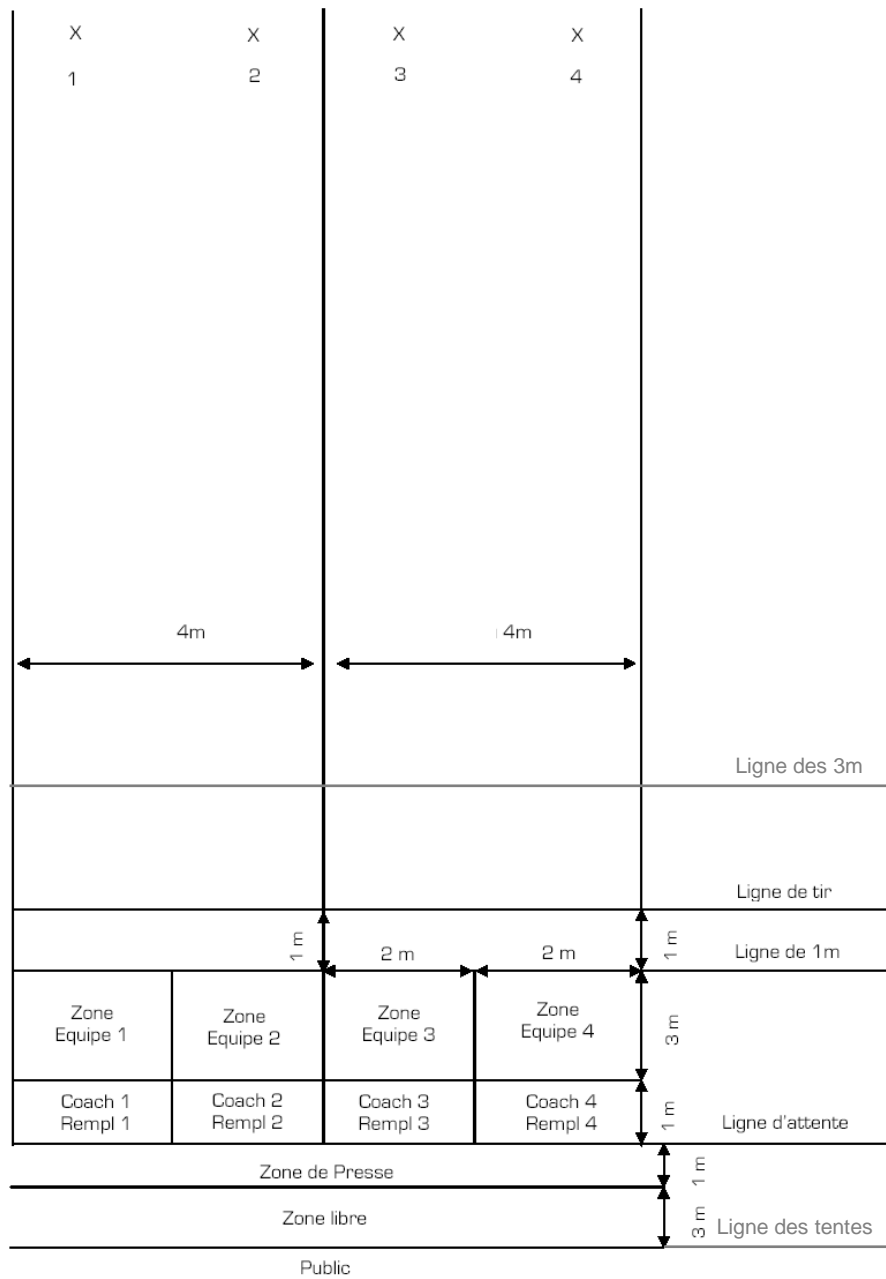 X X X X
1 2 3 4
4m 4m
Ligne des 3m
Ligne de tir
1 m 2 m 2 m 1 m Ligne de 1m
Zone Zone Zone Zone
Equipe 1 Equipe 2 Equipe 3 Equipe 4
3 m
Coach 1 Coach 2 Coach 3 Coach 4
Rempl 1 Rempl 2 Rempl 3 Rempl 4
1 m Ligne d'attente
Zone de Presse 1 m
Zone libre 3 m Ligne des tentes
Public